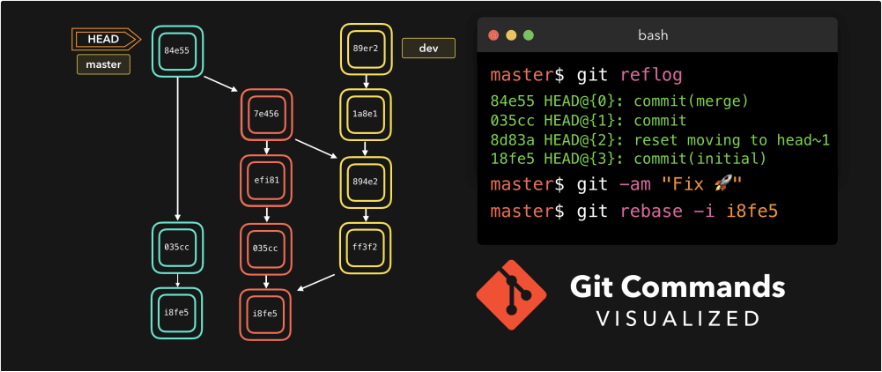 HEAD
master
84e55
89er2
dev
7e456
1a8e1
efi81
894e2
035cc
035cc
ff3f2
i8fe5
i8fe5
bash
master$ git reflog
84e55 HEAD@{0}: commit(merge)
035cc HEAD@{1}: commit
8d83a HEAD@{2}: reset moving to head~1
18fe5 HEAD@{3}: commit(initial)
master$ git -am "Fix 🚀"
master$ git rebase -i i8fe5
Git Commands
VISUALIZED